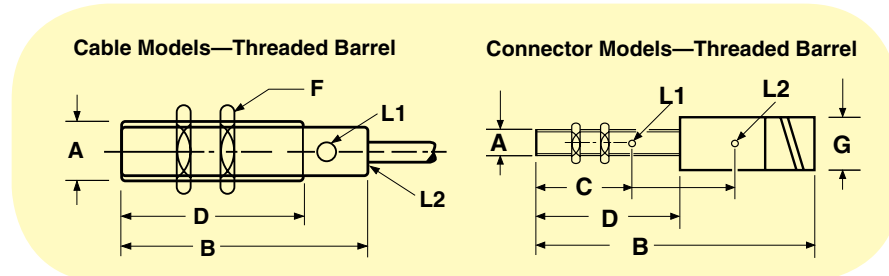 Cable Models—Threaded Barrel
F
L1
A
L2
D
B
Connector Models—Threaded Barrel
L1
L2
A
G
C
D
B